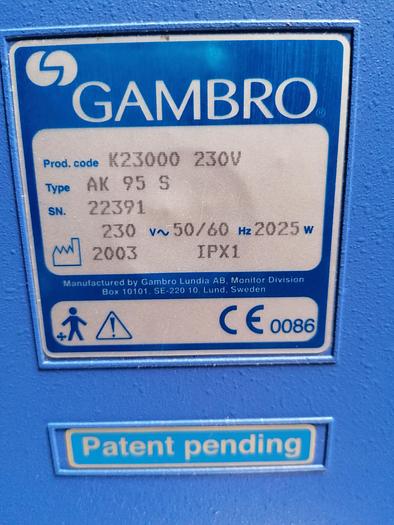 GAMBRO®
Prod. code K23000 230V
Type AK 95 S
SN. 22391
230 V~ 50/60 Hz 2025 W
2003 IPX1
Manufactured by Gambro Lundia AB, Monitor Division
Box 10101, SE-220 10, Lund, Sweden
CE 0086
Patent pending